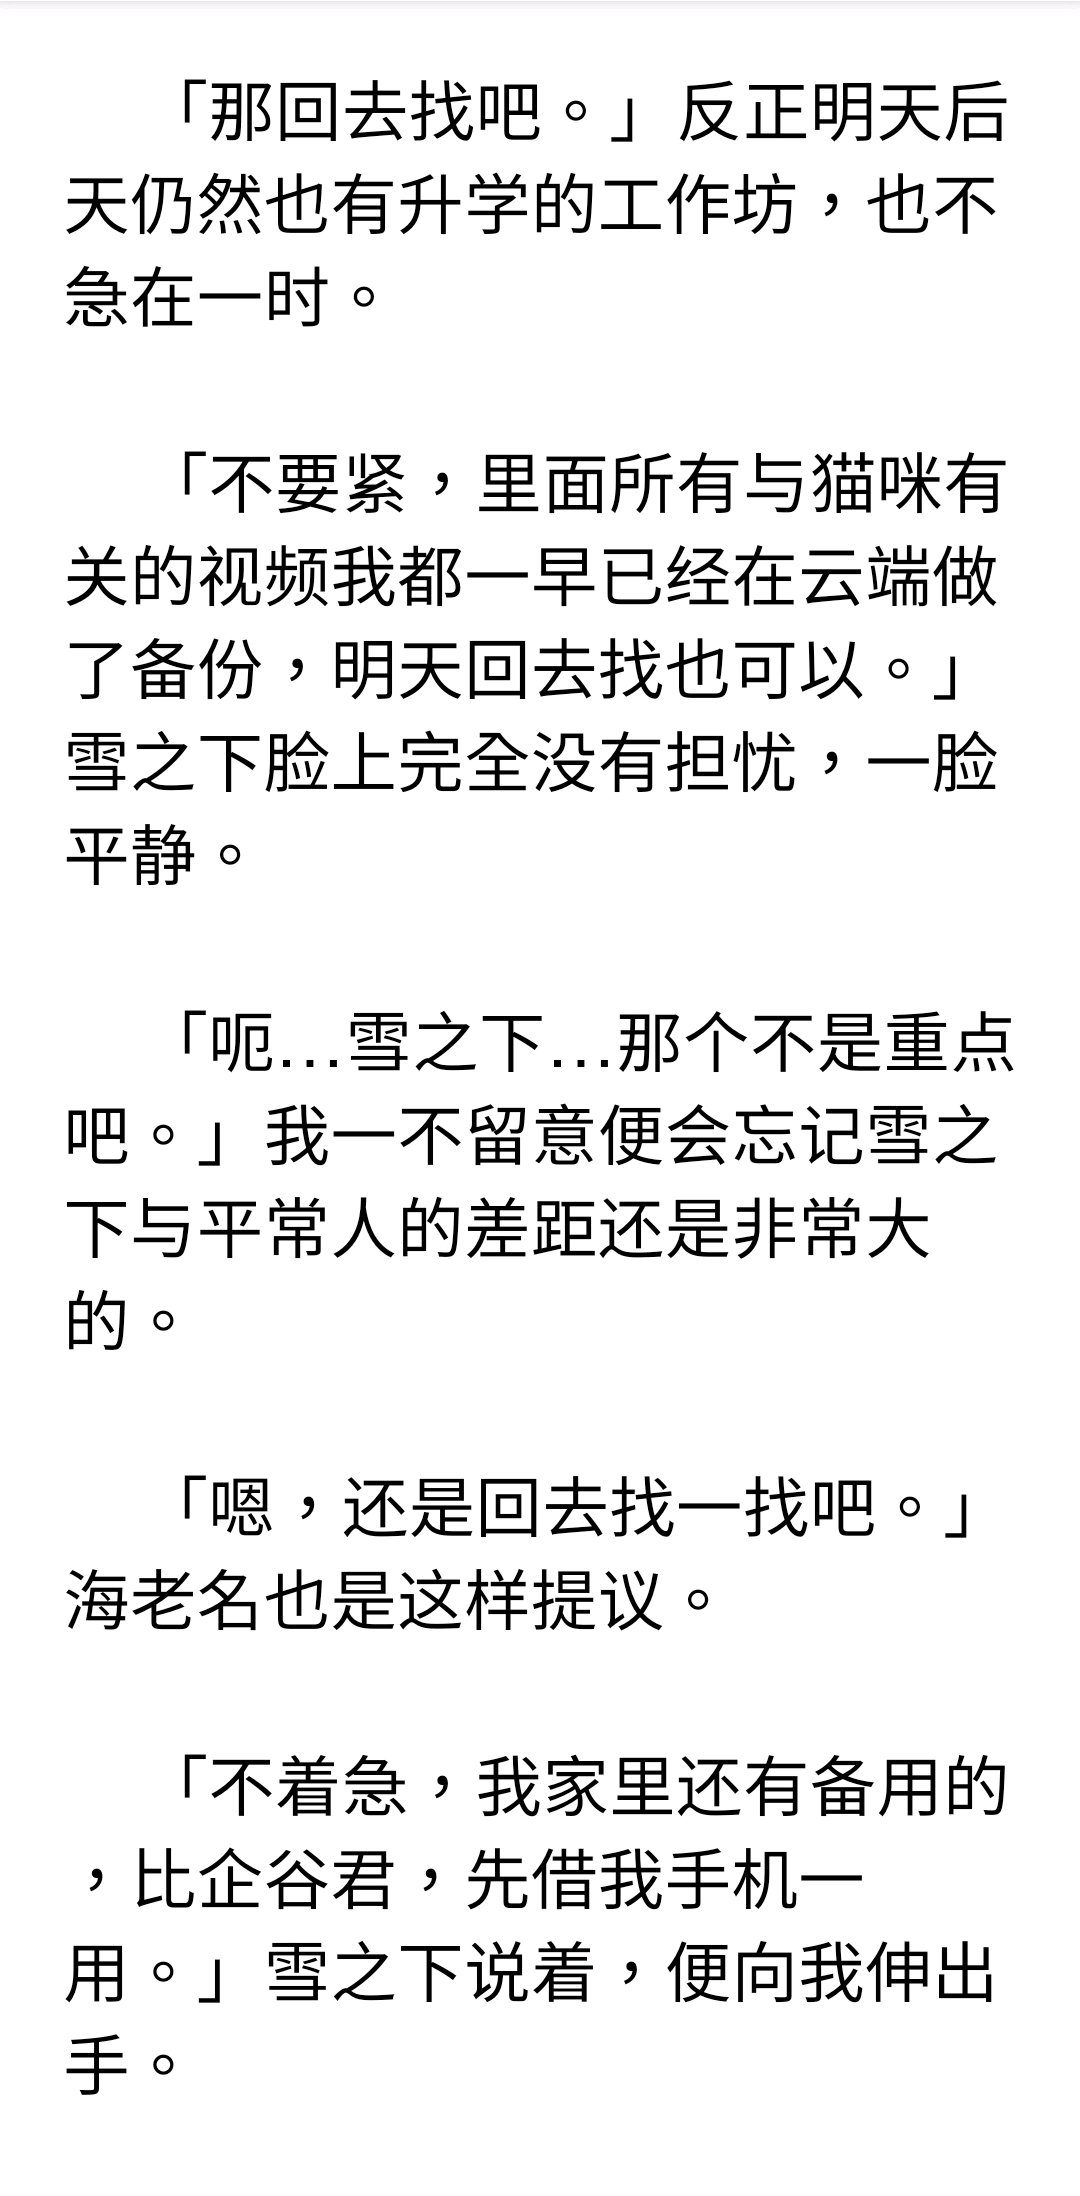 「那回去找吧。」反正明天后
天仍然也有升学的工作坊，也不
急在一时。
「不要紧，里面所有与猫咪有
关的视频我都一早已经在云端做
了备份，明天回去找也可以。」
雪之下脸上完全没有担忧，一脸
平静。
「呃…雪之下…那个不是重点
吧。」我一不留意便会忘记雪之
下与平常人的差距还是非常大
的。
「嗯，还是回去找一找吧。」
海老名也是这样提议。
「不着急，我家里还有备用的
，比企谷君，先借我手机一
用。」雪之下说着，便向我伸出
手。